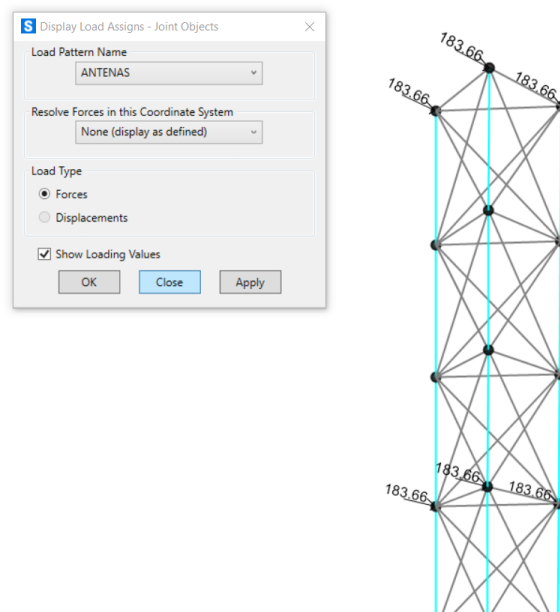 S Display Load Assigns - Joint Objects
Load Pattern Name
ANTENAS
Resolve Forces in this Coordinate System
None (display as defined)
Load Type
Forces
Displacements
Show Loading Values
OK Close Apply
183.66
183.66
183.66
183.66
183.66
183.66